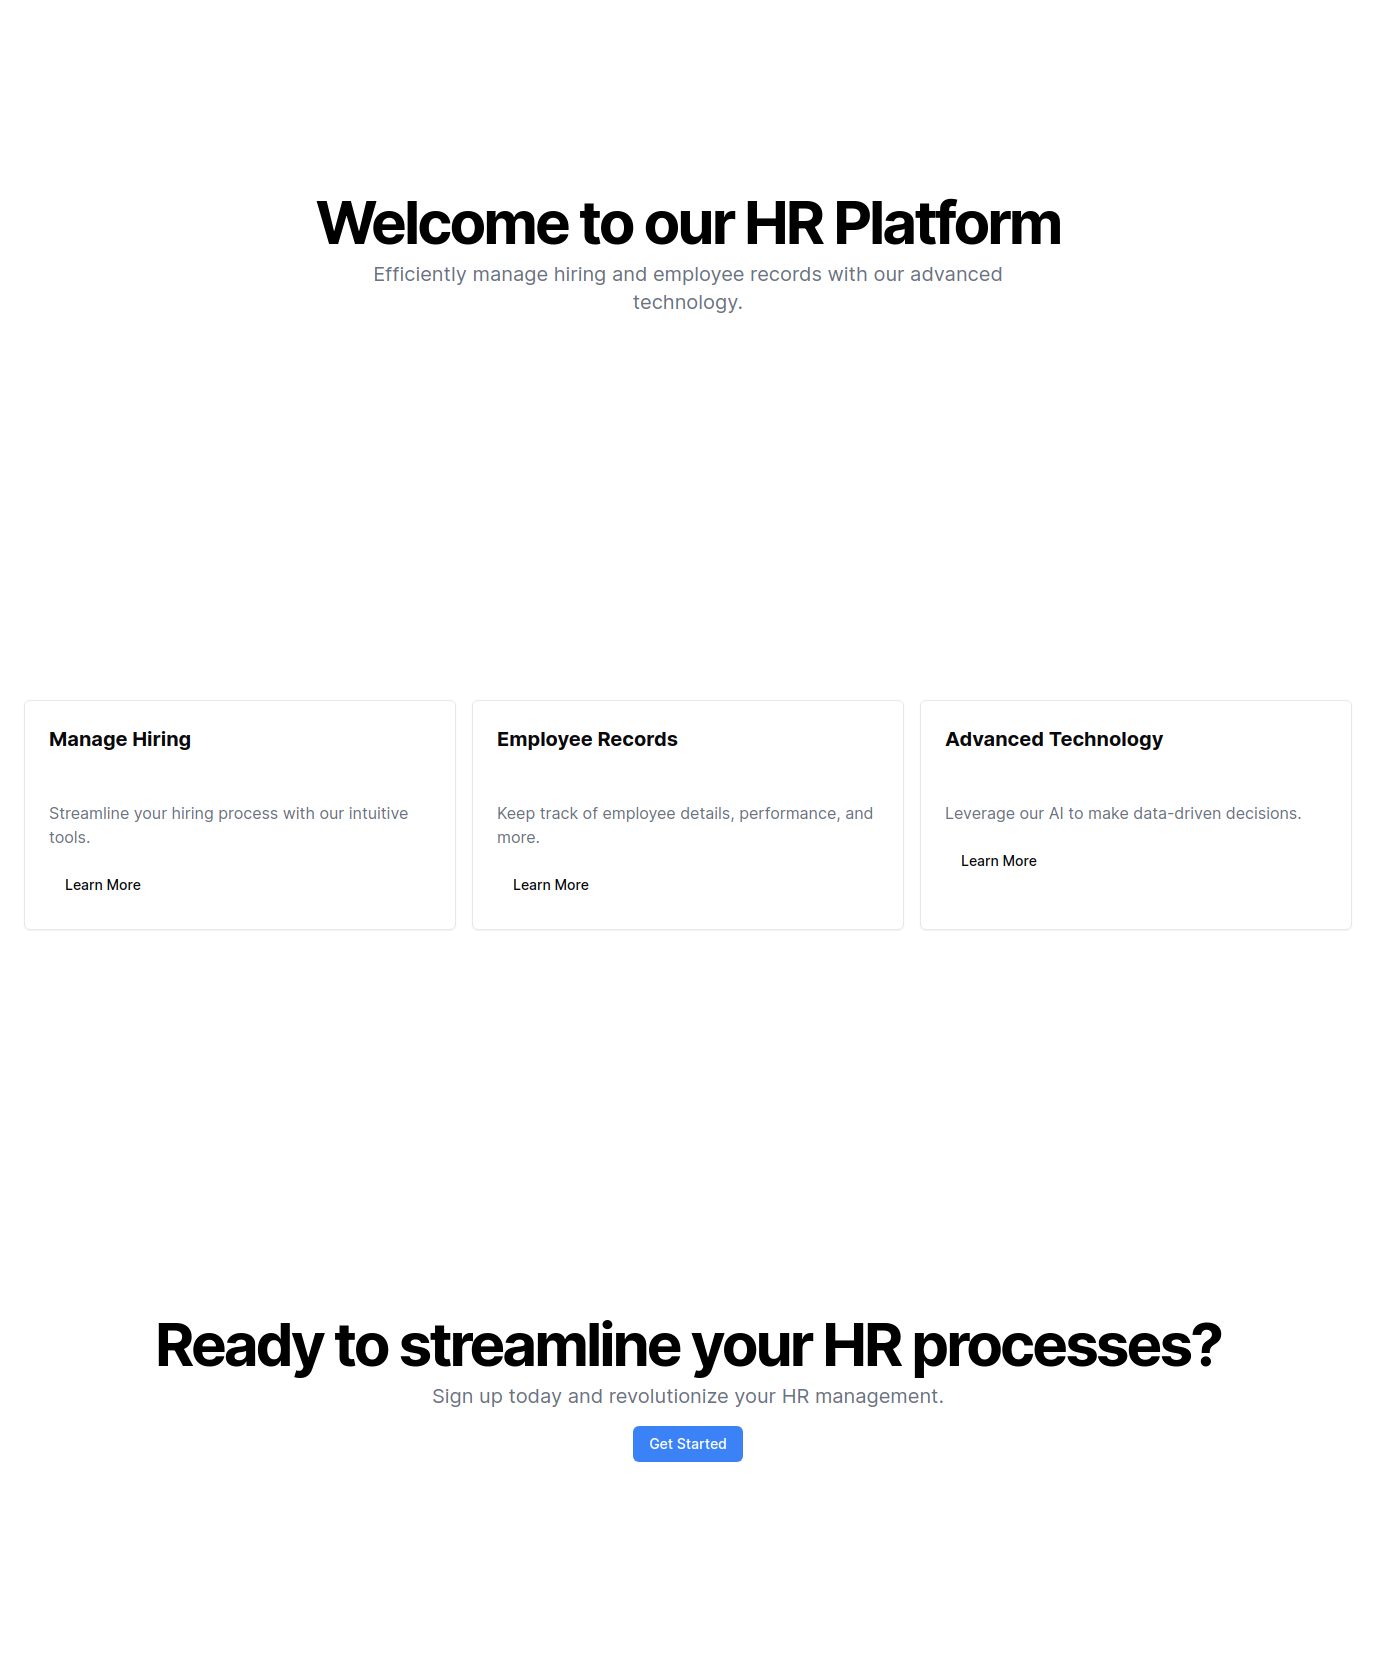 Welcome to our HR Platform
Efficiently manage hiring and employee records with our advanced
technology.
Manage Hiring
Streamline your hiring process with our intuitive
tools.
Learn More
Employee Records
Keep track of employee details, performance, and
more.
Learn More
Advanced Technology
Leverage our AI to make data-driven decisions.
Learn More
Ready to streamline your HR processes?
Sign up today and revolutionize your HR management.
Get Started